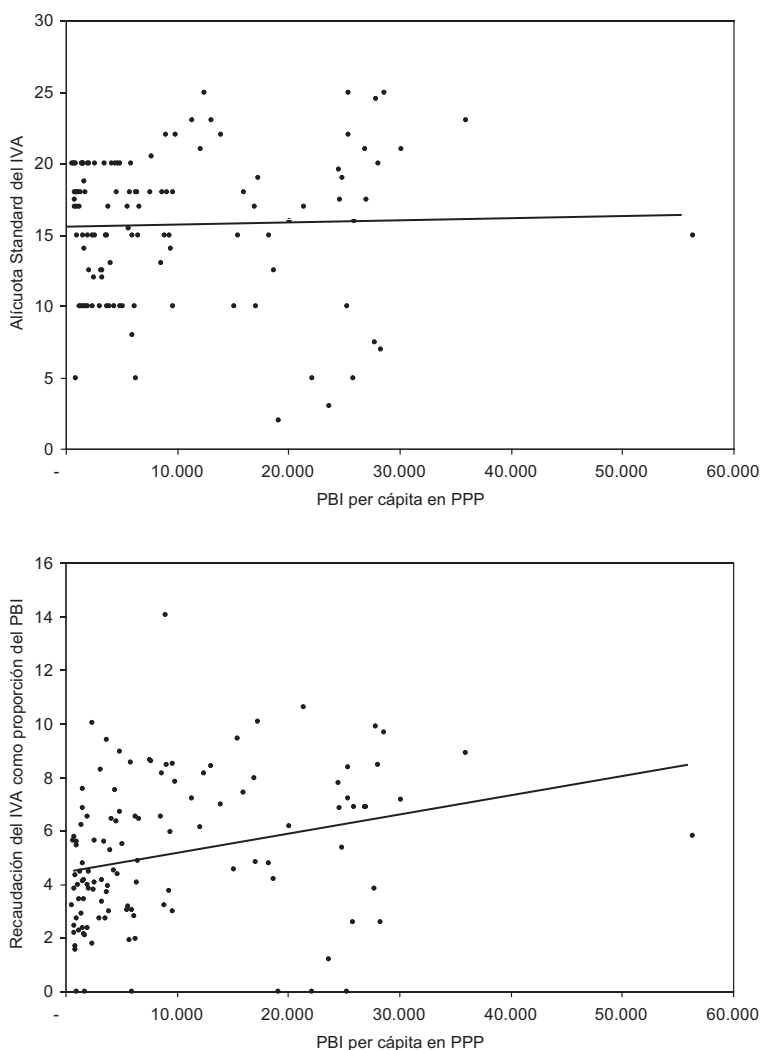 30
25
20
15
10
5
0
Alícuota Standard del IVA
- 10.000 20.000 30.000 40.000 50.000 60.000
PBI per cápita en PPP
16
14
12
10
8
6
4
2
0
Recaudación del IVA como proporción del PBI
- 10.000 20.000 30.000 40.000 50.000 60.000
PBI per cápita en PPP